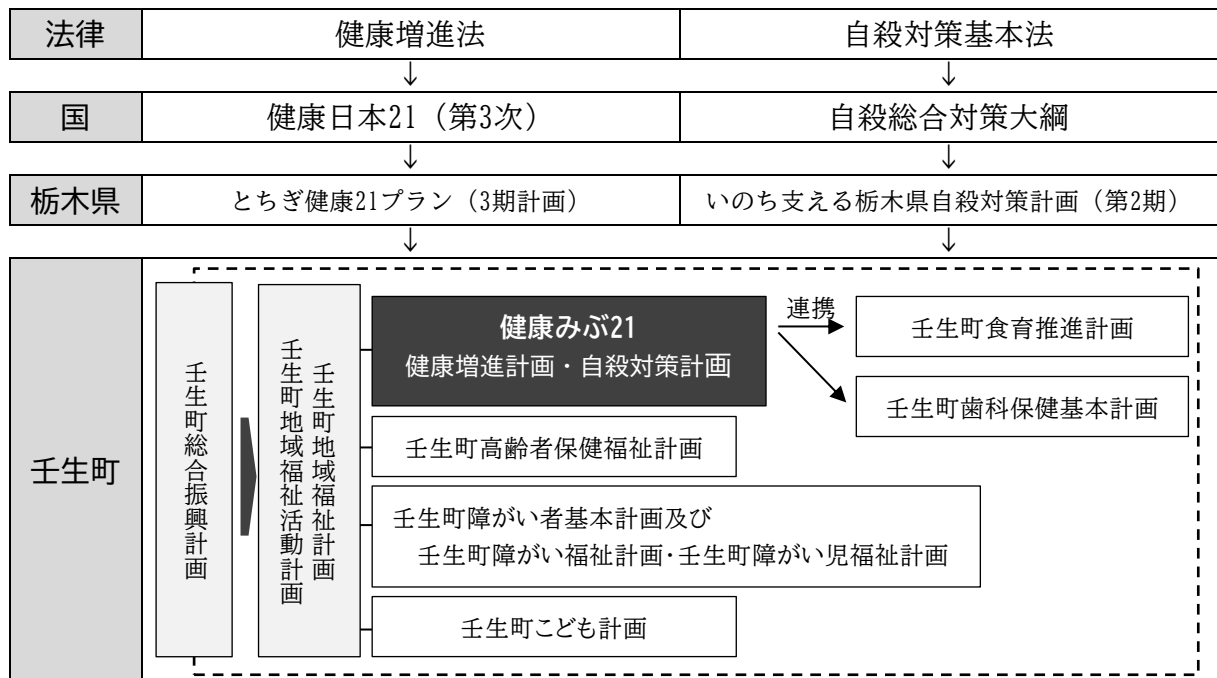 法律
健康増進法
自殺対策基本法
↓
↓
国
健康日本21（第3次）
自殺総合対策大綱
↓
↓
栃木県
とちぎ健康21プラン（3期計画）
いのち支える栃木県自殺対策計画（第2期）
↓
↓
壬生町
壬生町総合振興計画
壬生町地域福祉計画
壬生町地域福祉活動計画
健康みぶ21
健康増進計画・自殺対策計画
連携
壬生町食育推進計画
壬生町歯科保健基本計画
壬生町高齢者保健福祉計画
壬生町障がい者基本計画及び
壬生町障がい福祉計画・壬生町障がい児福祉計画
壬生町こども計画